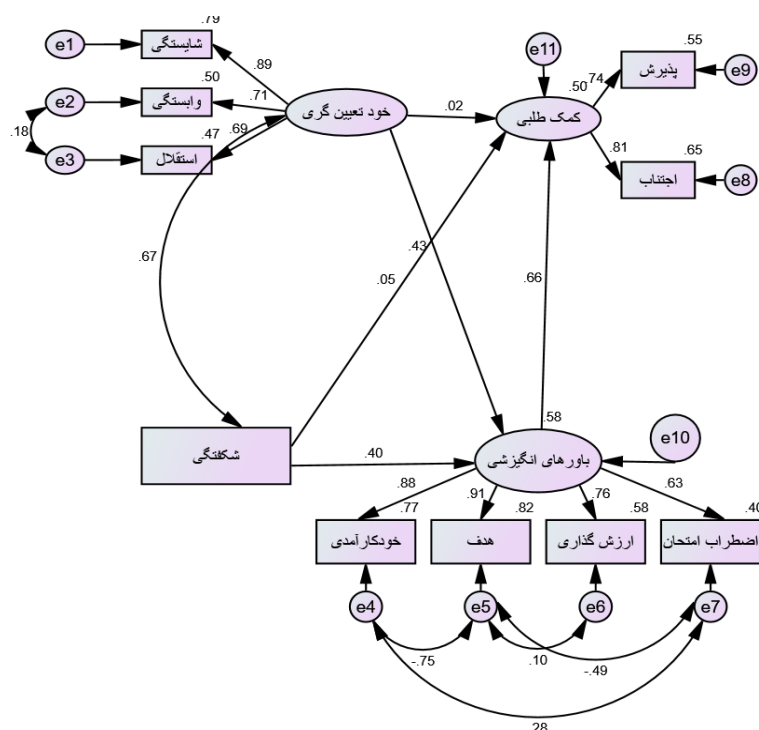 .79
e1
شایستگی
.89
e11
.55
پذیرش
e9
.74
.50
e2
.50
وابستگی
.71
خود تعیین گری
.02
کمک طلبی
.18
.69
.47
e3
استقلال
.81
.65
اجتناب
e8
.67
.43
.05
.66
شکفتگی
.40
.58
e10
باورهای انگیزشی
.88
.77
.91
.82
.76
.58
.63
.40
خودکارآمدی
هدف
ارزش گذاری
اضطراب امتحان
e4
e5
e6
e7
-.75
.10
-.49
.28